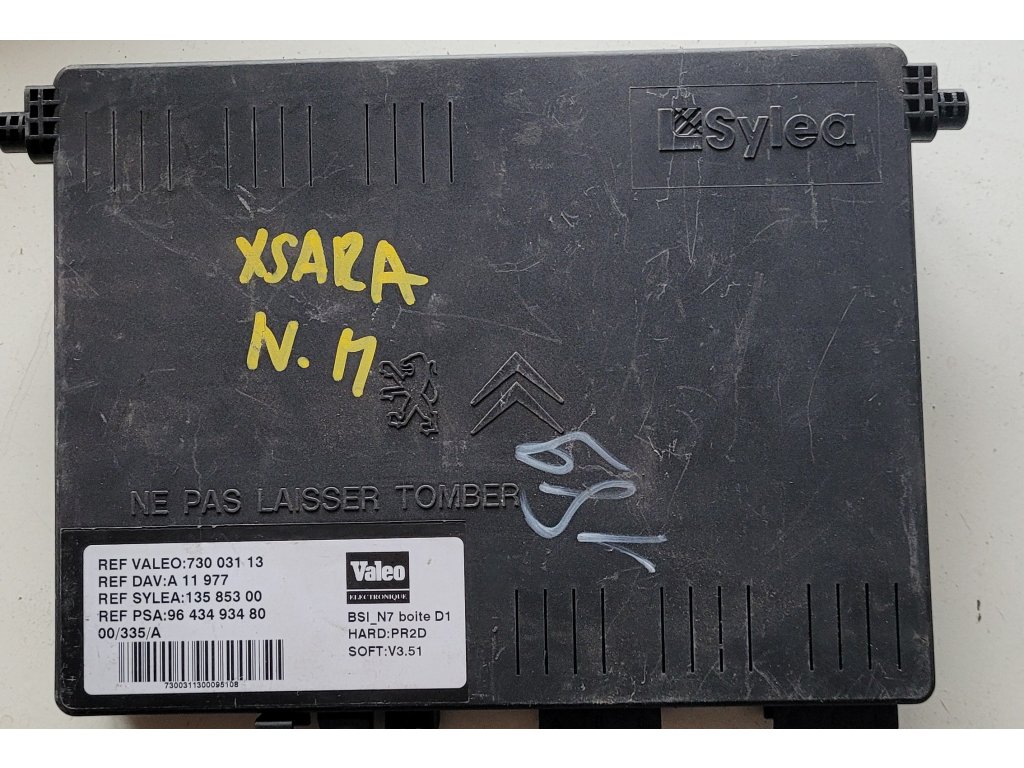 Sylea
XSARA
N. M
NE PAS LAISSER TOMBER
REF VALEO:730 031 13
REF DAV:A 11 977
REF SYLEA:135 853 00
REF PSA:96 434 934 80
00/335/A
7300311300095108
Valeo
ELECTRONIQUE
BSI_N7 boite D1
HARD:PR2D
SOFT:V3.51